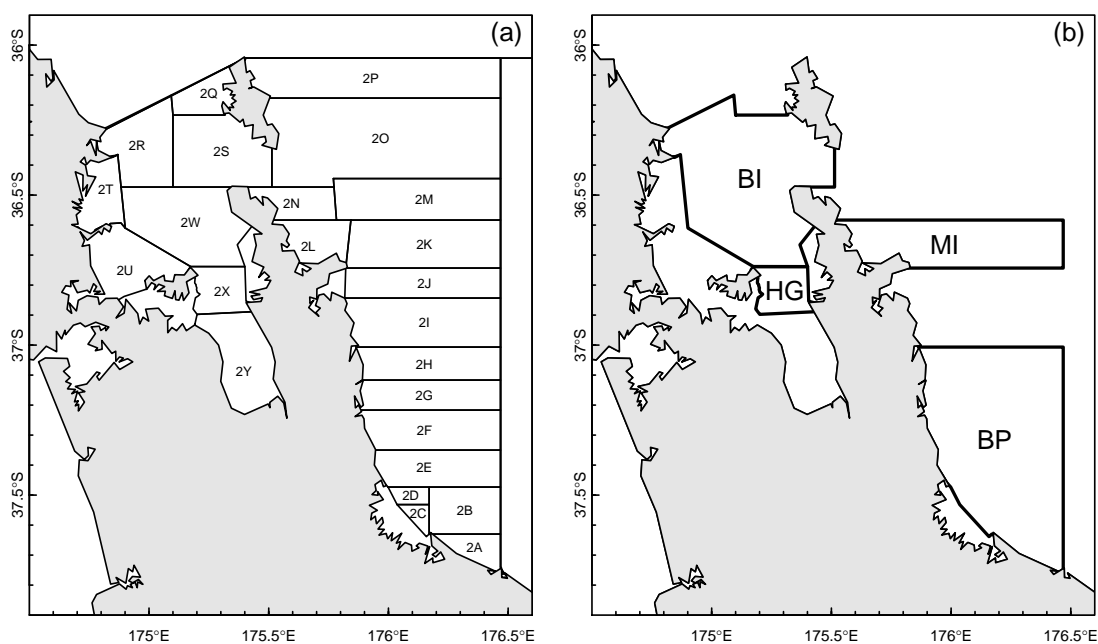 (a)
(b)
36°S
36.5°S
37°S
37.5°S
2P
2Q
2O
2R
2S
2T
2M
2N
2W
2K
2L
2U
2J
2X
2I
2H
2Y
2G
2F
2E
2D
2C
2B
2A
175°E
175.5°E
176°E
176.5°E
36°S
36.5°S
37°S
37.5°S
BI
MI
HG
BP
175°E
175.5°E
176°E
176.5°E